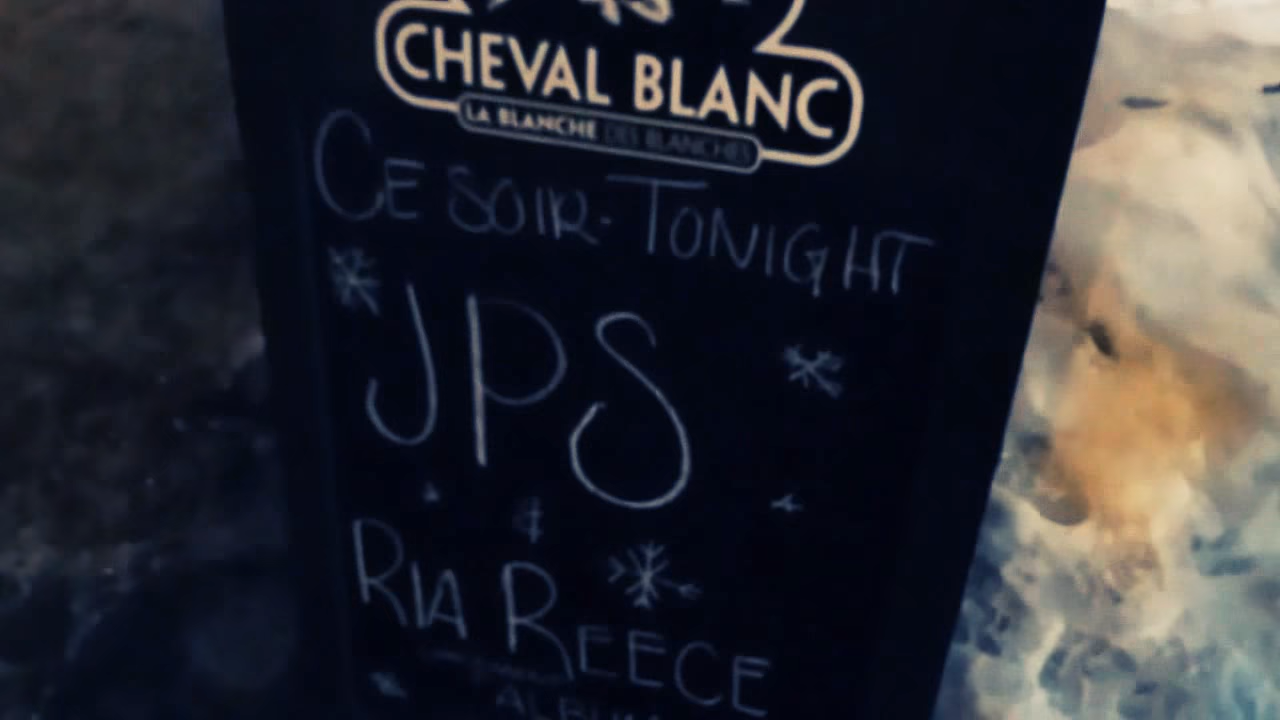 CHEVAL BLANC
LA BLANCHE DES BLANCHES
CE SOIR - TONIGHT
JPS
&
RIA REECE